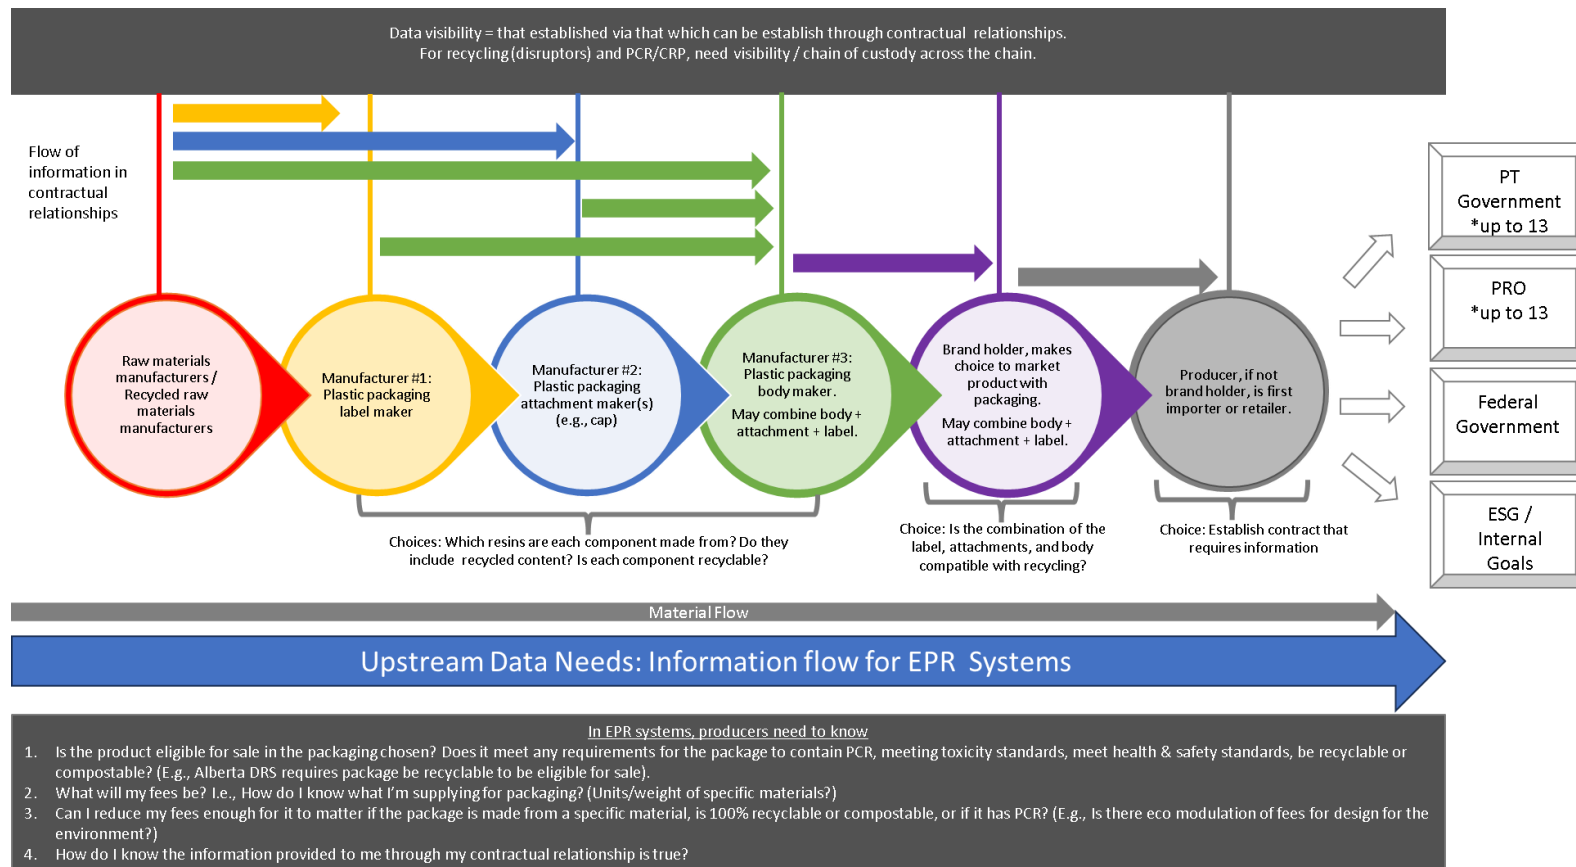 Data visibility = that established via that which can be establish through contractual relationships.
For recycling (disruptors) and PCR/CRP, need visibility / chain of custody across the chain.
Flow of
information in
contractual
relationships
Raw materials
manufacturers /
Recycled raw
materials
manufacturers
Manufacturer #1:
Plastic packaging
label maker
Manufacturer #2:
Plastic packaging
attachment maker(s)
(e.g., cap)
Manufacturer #3:
Plastic packaging
body maker.
May combine body +
attachment + label.
Brand holder, makes
choice to market
product with
packaging.
May combine body +
attachment + label.
Producer, if not
brand holder, is first
importer or retailer.
PT
Government
*up to 13
PRO
*up to 13
Federal
Government
ESG /
Internal
Goals
Choices: Which resins are each component made from? Do they
include recycled content? Is each component recyclable?
Choice: Is the combination of the
label, attachments, and body
compatible with recycling?
Choice: Establish contract that
requires information
Material Flow
Upstream Data Needs: Information flow for EPR Systems
In EPR systems, producers need to know
1. Is the product eligible for sale in the packaging chosen? Does it meet any requirements for the package to contain PCR, meeting toxicity standards, meet health & safety standards, be recyclable or
compostable? (E.g., Alberta DRS requires package be recyclable to be eligible for sale).
2. What will my fees be? I.e., How do I know what I'm supplying for packaging? (Units/weight of specific materials?)
3. Can I reduce my fees enough for it to matter if the package is made from a specific material, is 100% recyclable or compostable, or if it has PCR? (E.g., Is there eco modulation of fees for design for the
environment?)
4. How do I know the information provided to me through my contractual relationship is true?